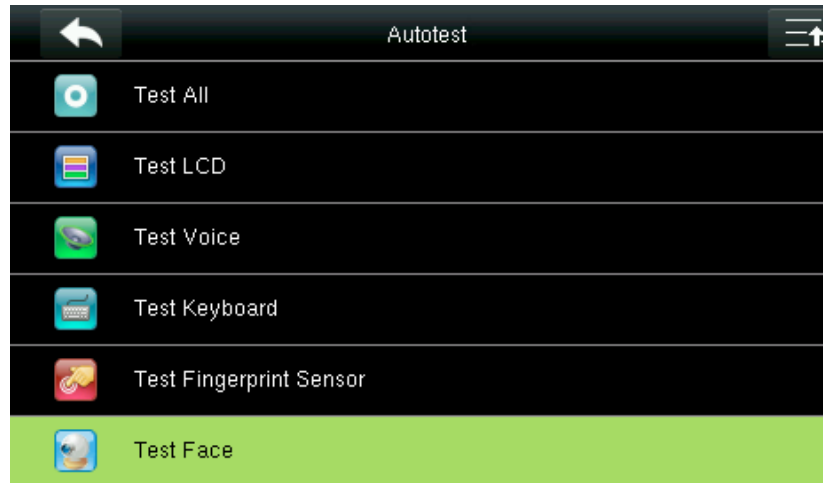 Autotest
Test All
Test LCD
Test Voice
Test Keyboard
Test Fingerprint Sensor
Test Face